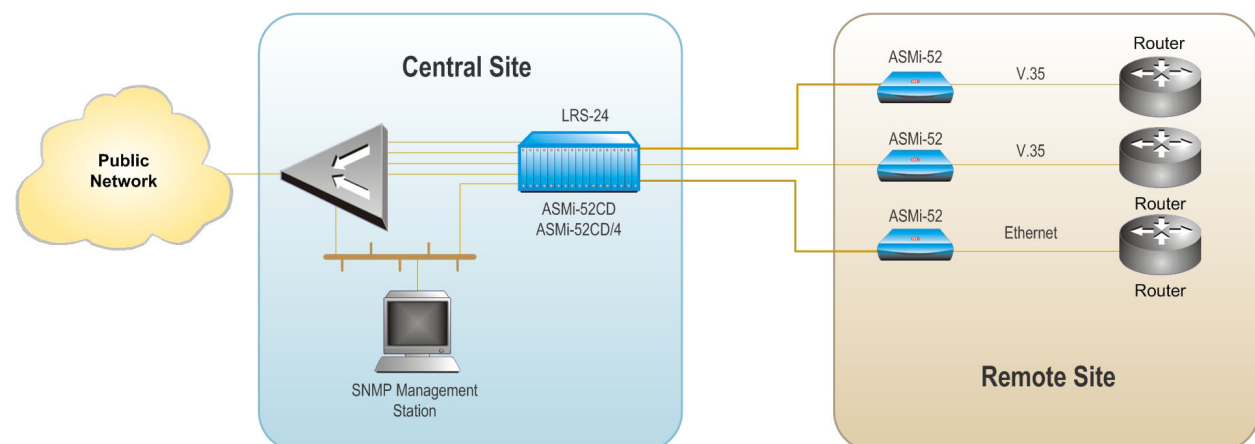 Public
Network
Central Site
LRS-24
ASMi-52CD
ASMi-52CD/4
SNMP Management
Station
ASMi-52
V.35
Router
ASMi-52
V.35
Router
ASMi-52
Ethernet
Router
Remote Site